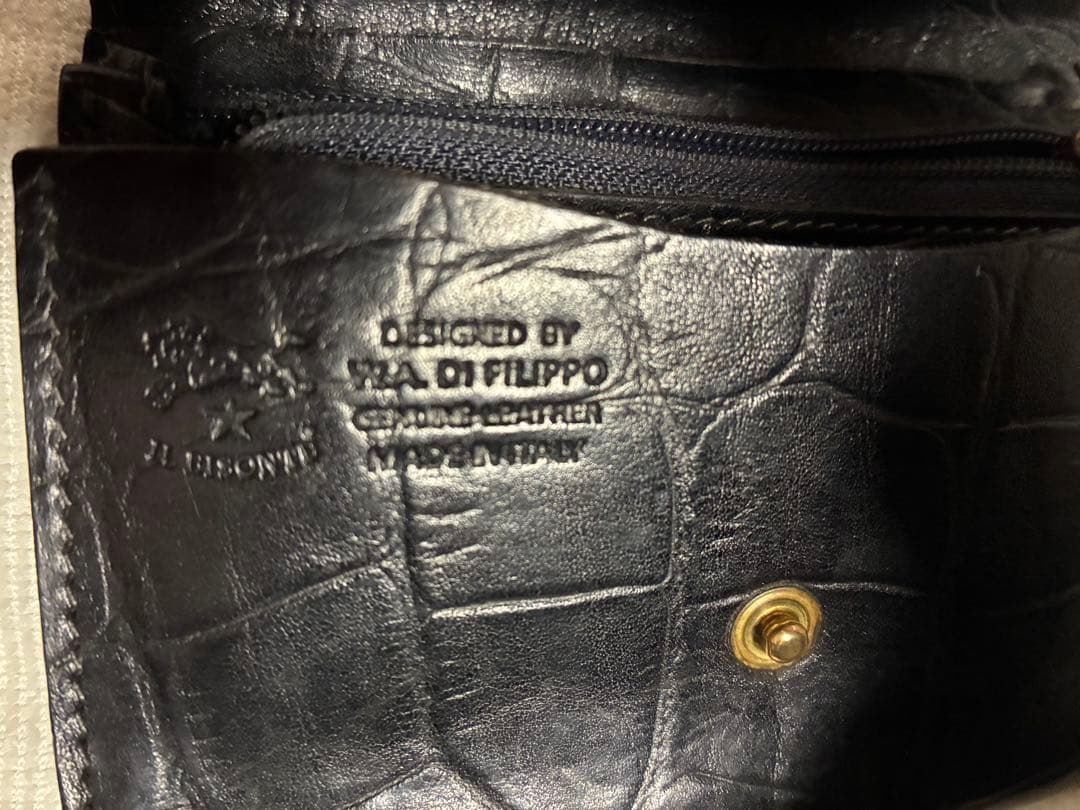 IL BISONTE
DESIGNED BY
W.A. DI FILIPPO
GENUINE LEATHER
MADE IN ITALY